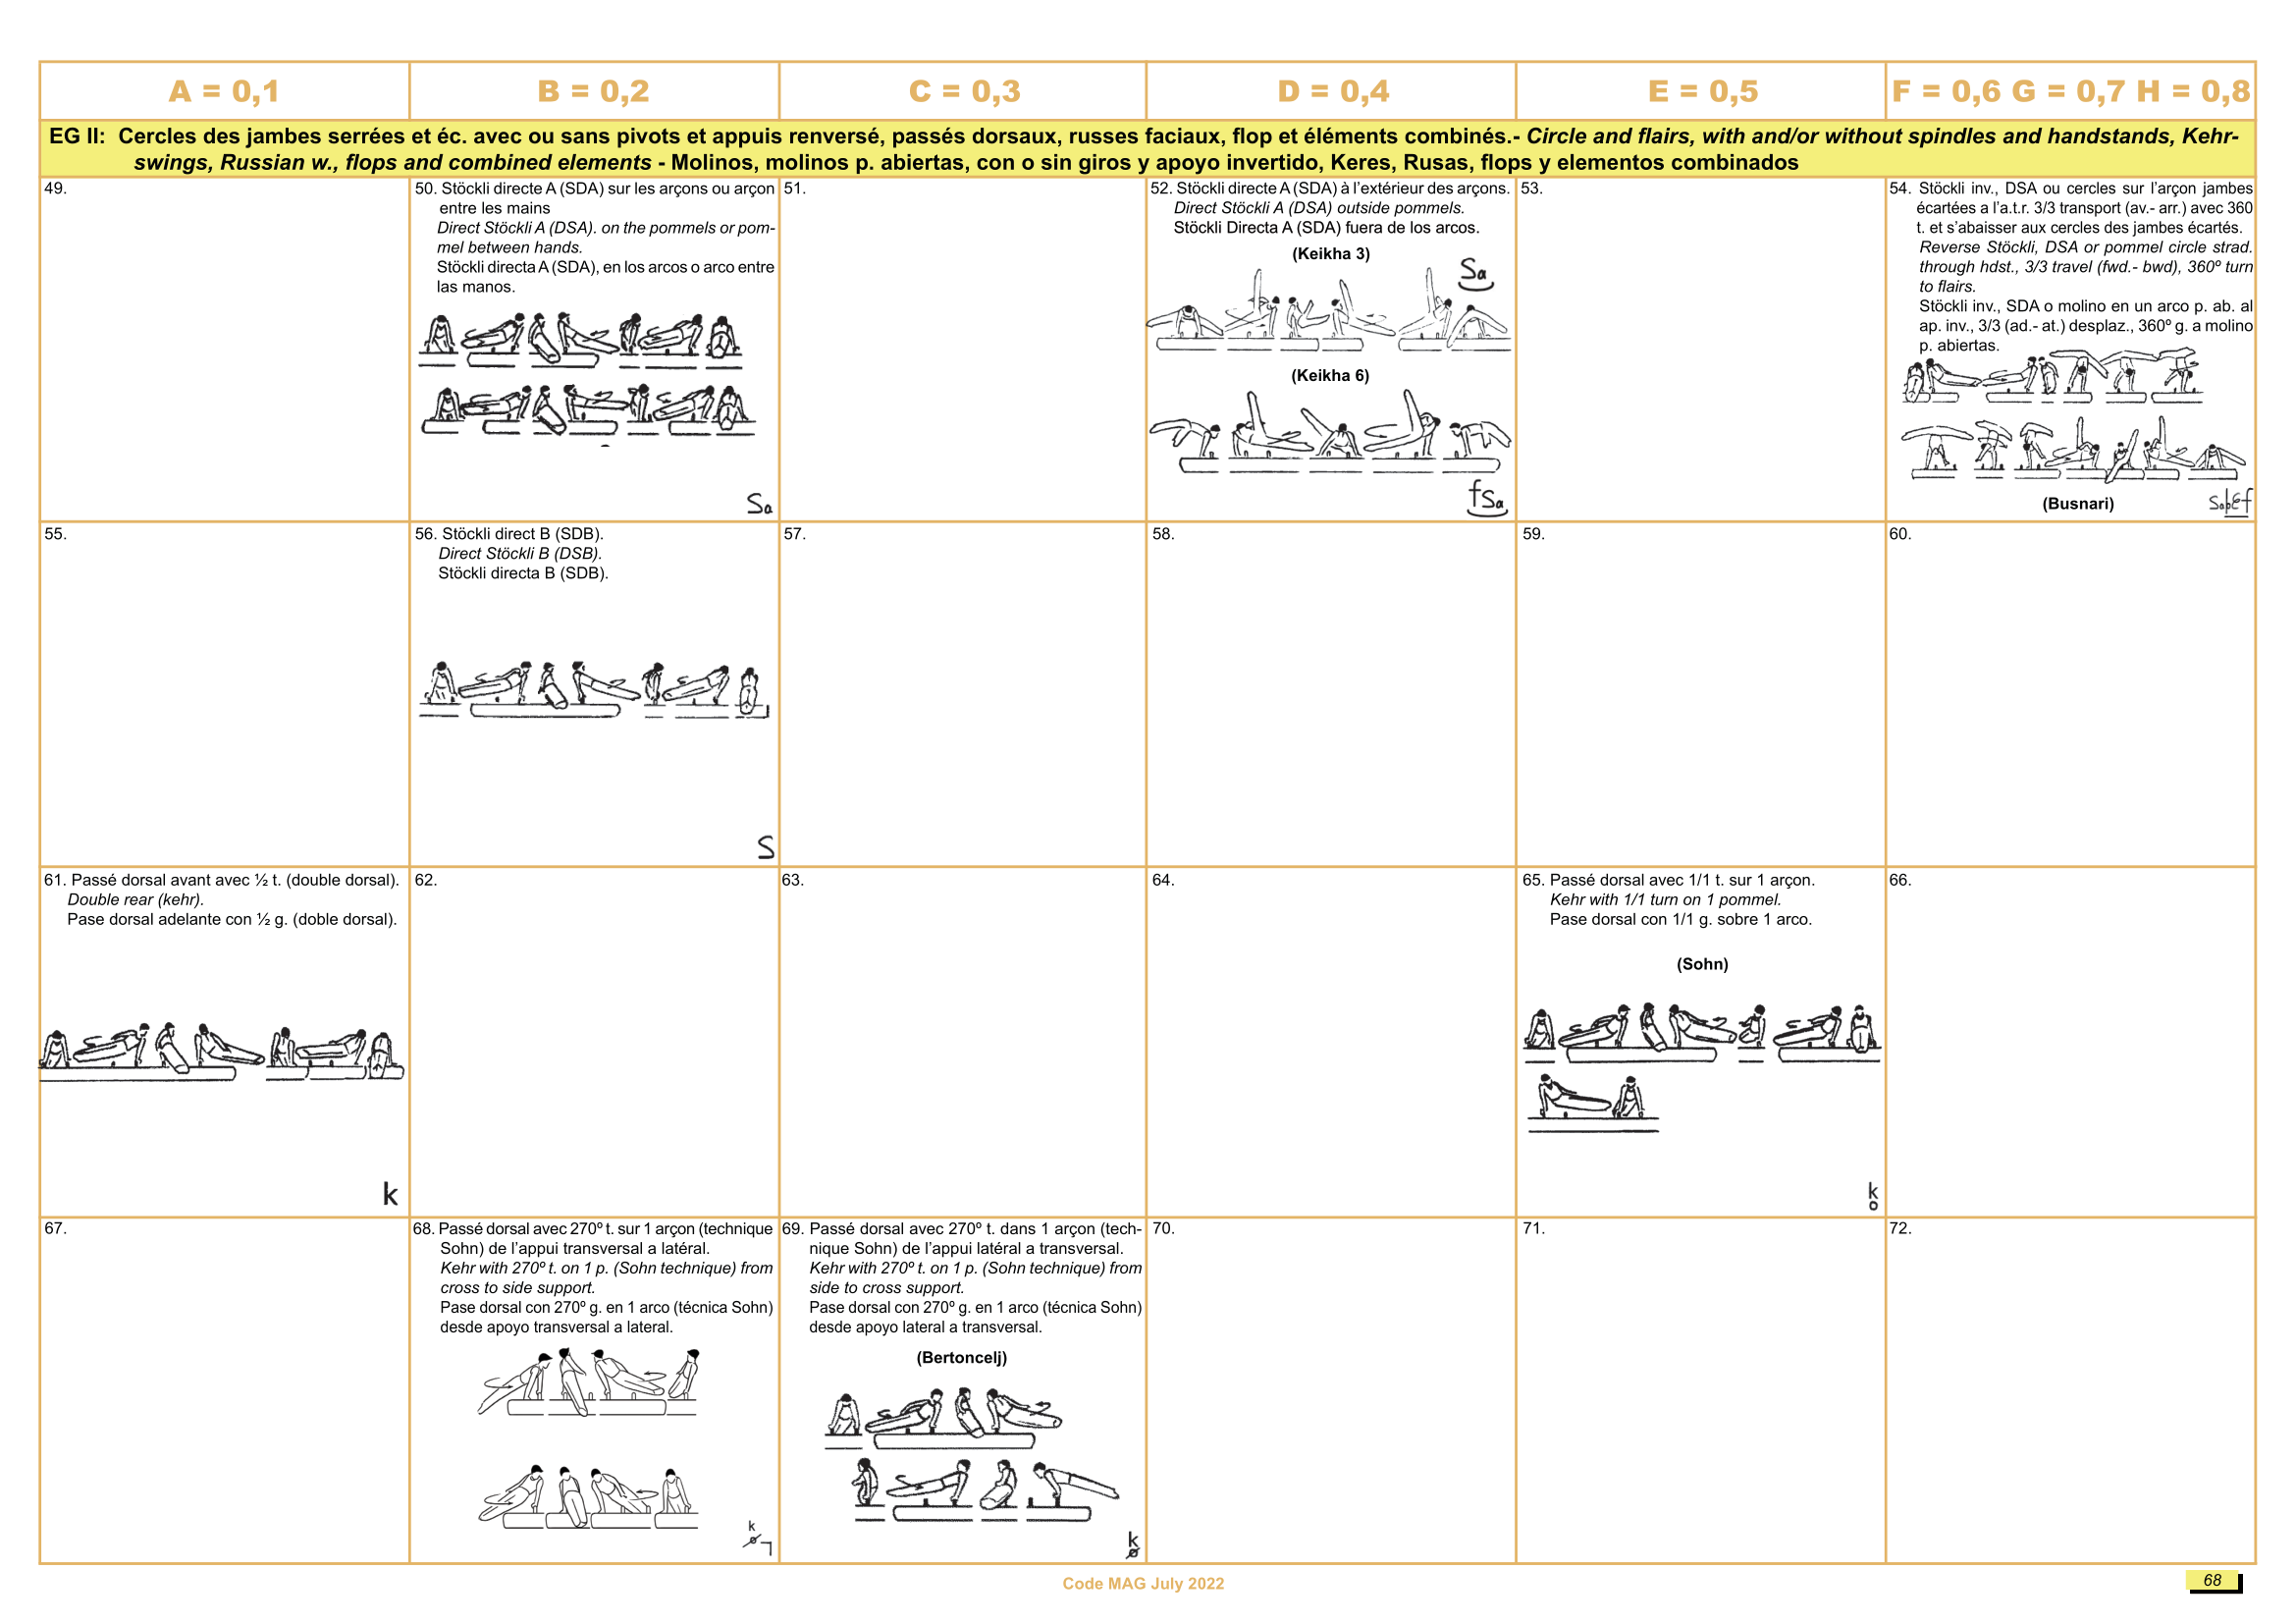 A = 0,1
B = 0,2
C = 0,3
D = 0,4
E = 0,5
F = 0,6 G = 0,7 H = 0,8
EG II: Cercles des jambes serrées et éc. avec ou sans pivots et appuis renversé, passés dorsaux, russes faciaux, flop et éléments combinés.- Circle and flairs, with and/or without spindles and handstands, Kehr-
swings, Russian w., flops and combined elements - Molinos, molinos p. abiertas, con o sin giros y apoyo invertido, Keres, Rusas, flops y elementos combinados
49.
50. Stöckli directe A (SDA) sur les arçons ou arçon
entre les mains
Direct Stöckli A (DSA). on the pommels or pom-
mel between hands.
Stöckli directa A (SDA), en los arcos o arco entre
las manos.
Sa
51.
52. Stöckli directe A (SDA) à l'extérieur des arçons.
Direct Stöckli A (DSA) outside pommels.
Stöckli Directa A (SDA) fuera de los arcos.
(Keikha 3)
Sa
(Keikha 6)
fSa
53.
54. Stöckli inv., DSA ou cercles sur l'arçon jambes
écartées a l'a.t.r. 3/3 transport (av.- arr.) avec 360
t. et s'abaisser aux cercles des jambes écartés.
Reverse Stöckli, DSA or pommel circle strad.
through hdst., 3/3 travel (fwd.- bwd), 360º turn
to flairs.
Stöckli inv., SDA o molino en un arco p. ab. al
ap. inv., 3/3 (ad.- at.) desplaz., 360º g. a molino
p. abiertas.
(Busnari)
55.
56. Stöckli direct B (SDB).
Direct Stöckli B (DSB).
Stöckli directa B (SDB).
S
57.
58.
59.
60.
61. Passé dorsal avant avec ½ t. (double dorsal).
Double rear (kehr).
Pase dorsal adelante con ½ g. (doble dorsal).
k
62.
63.
64.
65. Passé dorsal avec 1/1 t. sur 1 arçon.
Kehr with 1/1 turn on 1 pommel.
Pase dorsal con 1/1 g. sobre 1 arco.
(Sohn)
k
o
66.
67.
68. Passé dorsal avec 270º t. sur 1 arçon (technique
Sohn) de l'appui transversal a latéral.
Kehr with 270º t. on 1 p. (Sohn technique) from
cross to side support.
Pase dorsal con 270º g. en 1 arco (técnica Sohn)
desde apoyo transversal a lateral.
k
69. Passé dorsal avec 270º t. dans 1 arçon (tech-
nique Sohn) de l'appui latéral a transversal.
Kehr with 270º t. on 1 p. (Sohn technique) from
side to cross support.
Pase dorsal con 270º g. en 1 arco (técnica Sohn)
desde apoyo lateral a transversal.
(Bertoncelj)
k
70.
71.
72.
Code MAG July 2022
68